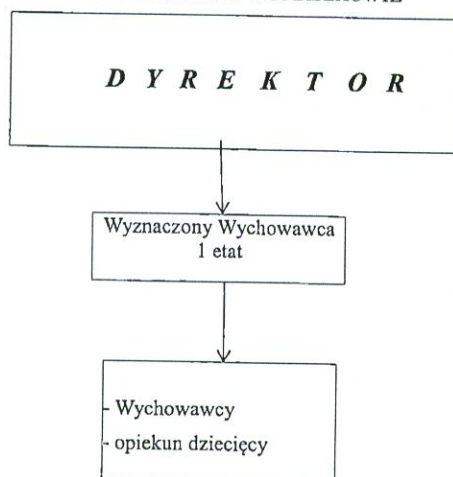 D Y R E K T O R
Wyznaczony Wychowawca
1 etat
- Wychowawcy
- opiekun dziecięcy